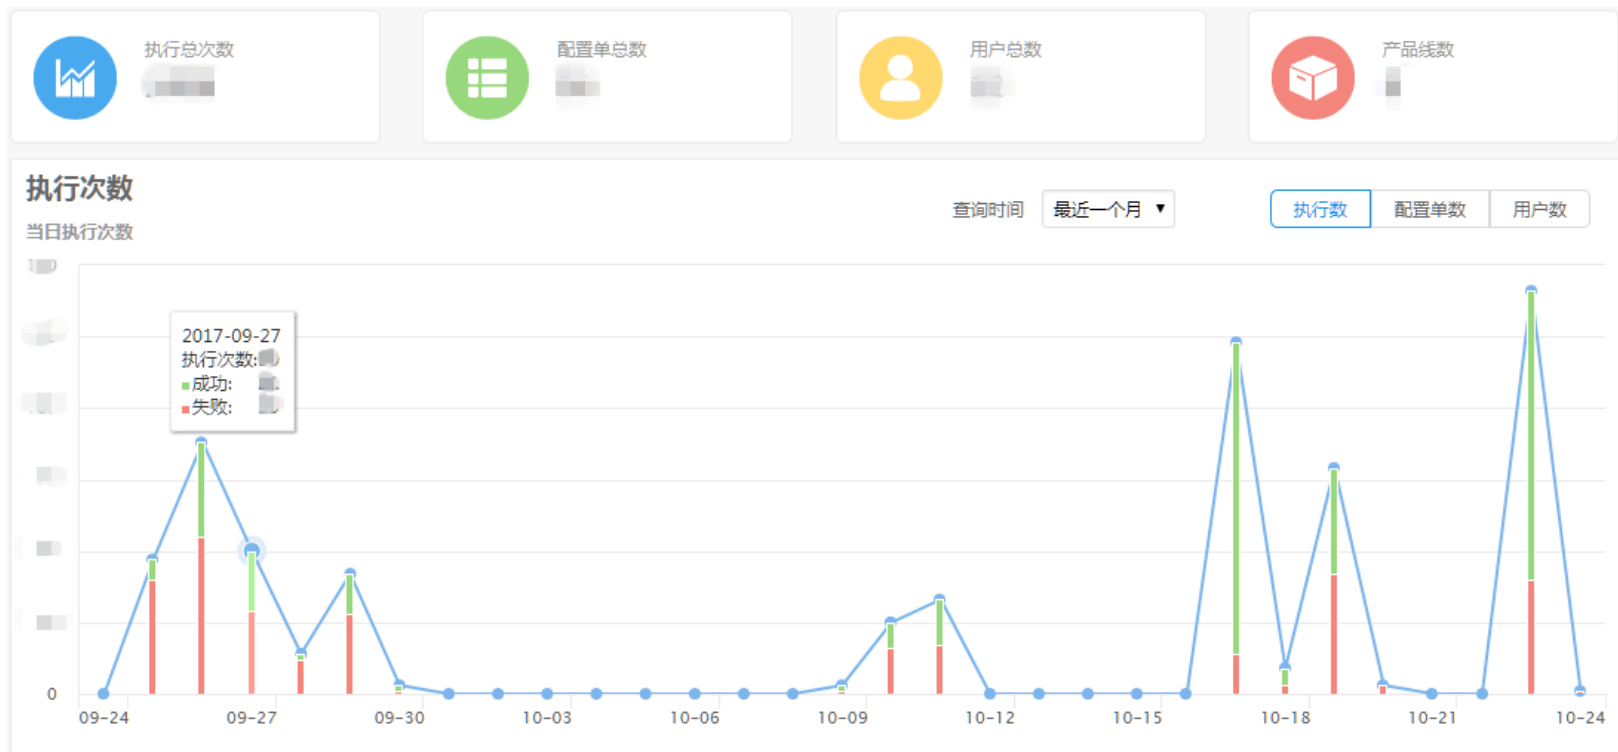 执行总次数
配置单总数
用户总数
产品线数
执行次数
当日执行次数
查询时间
最近一个月 ▼
执行数
配置单数
用户数
2017-09-27
执行次数:
成功:
失败:
0
09-24
09-27
09-30
10-03
10-06
10-09
10-12
10-15
10-18
10-21
10-24